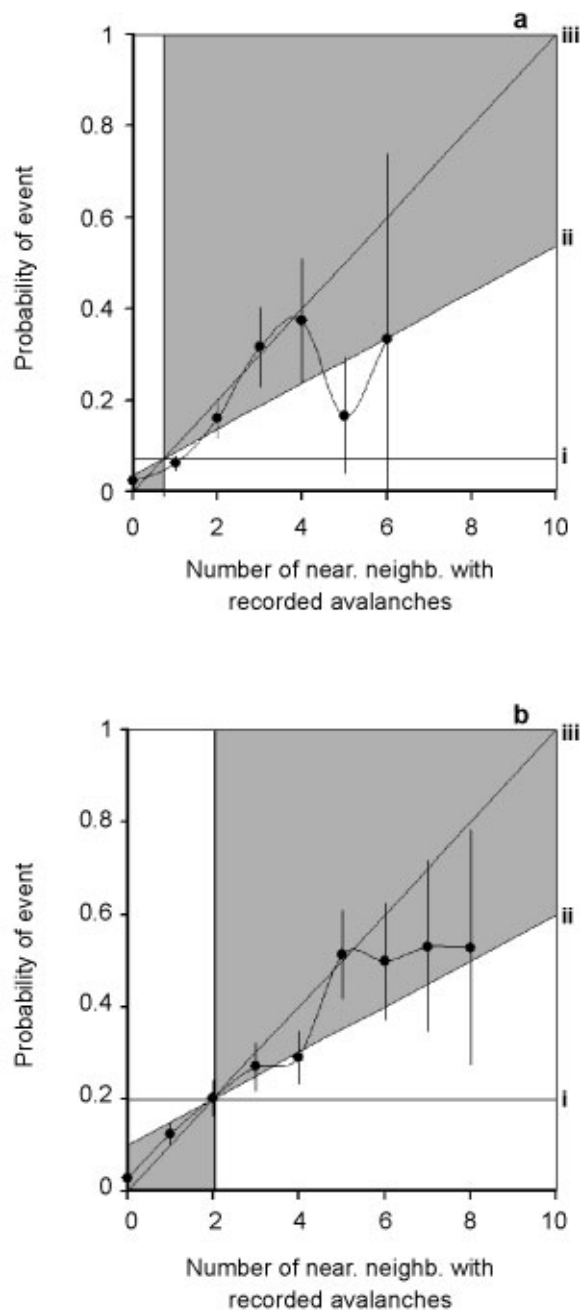 a
iii
1
0.8
0.6
ii
0.4
0.2
i
0
0 2 4 6 8 10
Probability of event
Number of near. neighb. with
recorded avalanches
b
iii
1
0.8
0.6
ii
0.4
0.2
i
0
0 2 4 6 8 10
Probability of event
Number of near. neighb. with
recorded avalanches